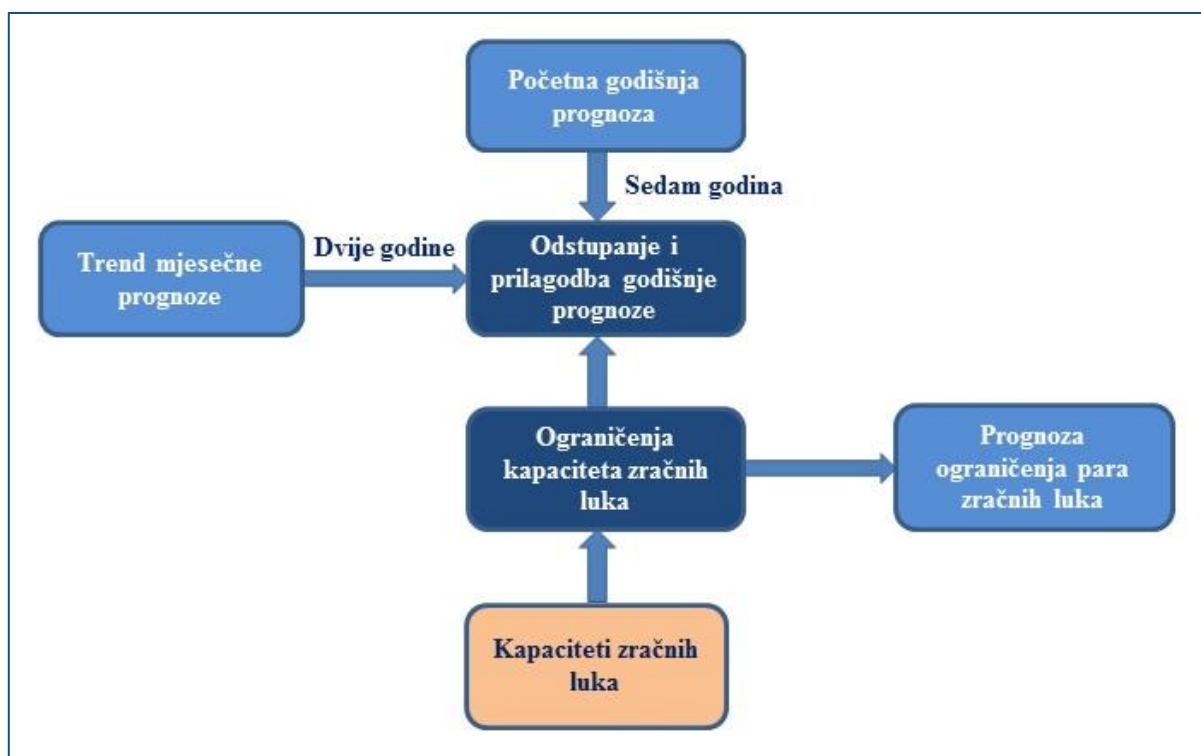 Početna godišnja
prognoza
Sedam godina
Trend mjesečne
prognoze
Dvije godine
Odstupanje i
prilagodba godišnje
prognoze
Ograničenja
kapaciteta zračnih
luka
Prognoza
ograničenja para
zračnih luka
Kapaciteti zračnih
luka